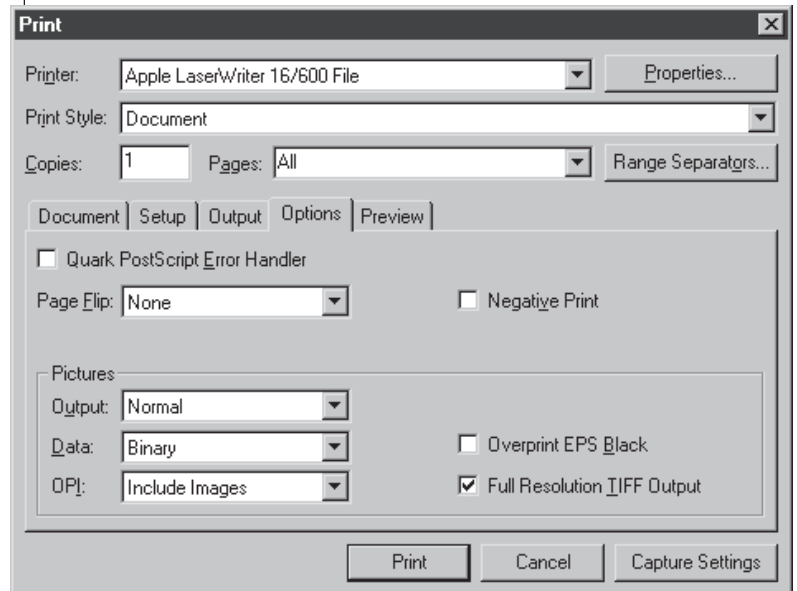 Print
Printer: Apple LaserWriter 16/600 File Properties...
Print Style: Document
Copies: 1 Pages: All Range Separators...
Document Setup Output Options Preview
Quark PostScript Error Handler
Page Flip: None Negative Print
Pictures
Output: Normal
Data: Binary Overprint EPS Black
OPI: Include Images Full Resolution TIFF Output
Print Cancel Capture Settings